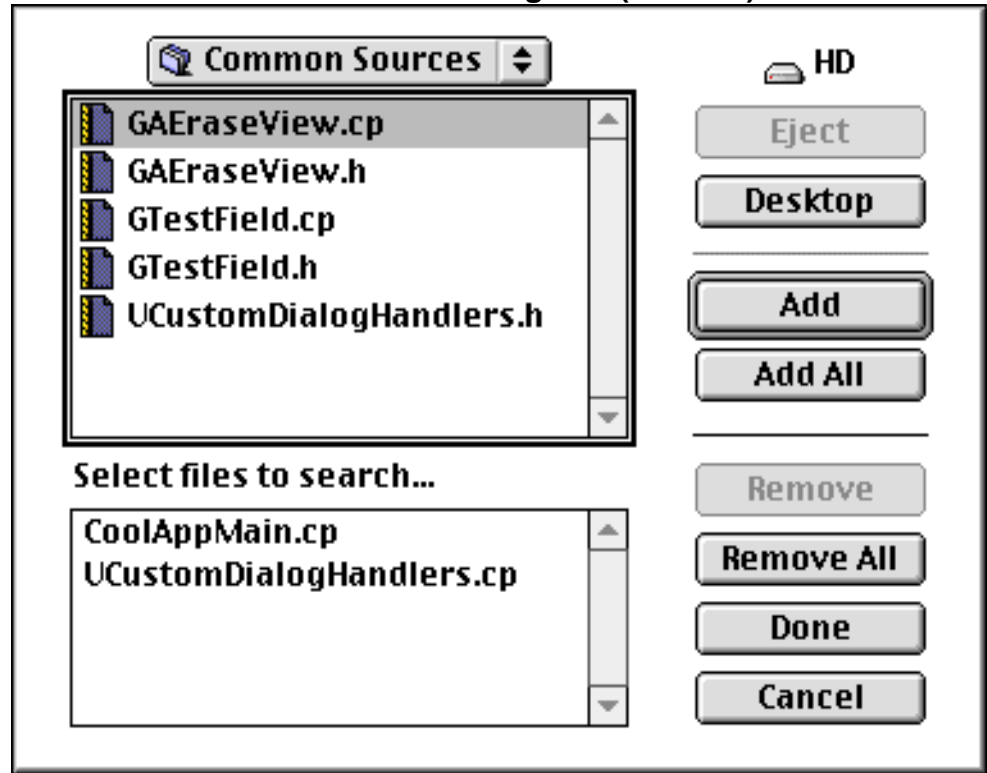 Common Sources
HD
GAEraseView.cp
GAEraseView.h
GTestField.cp
GTestField.h
UCustomDialogHandlers.h
Eject
Desktop
Add
Add All
Select files to search...
CoolAppMain.cp
UCustomDialogHandlers.cp
Remove
Remove All
Done
Cancel